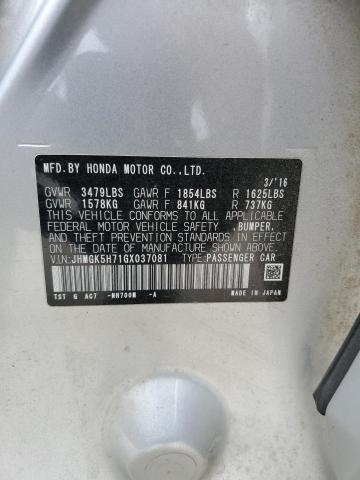 MFD.BY HONDA MOTOR CO.,LTD. 3/'16
GVWR 3479LBS GAWR F 1854LBS R 1625LBS
GVWR 1578KG GAWR F 841KG R 737KG
THIS VEHICLE CONFORMS TO ALL APPLICABLE
FEDERAL MOTOR VEHICLE SAFETY ,BUMPER,
AND THEFT PREVENTION STANDARDS IN EFFECT
ON THE DATE OF MANUFACTURE SHOWN ABOVE.
VIN:JHMGK5H71GX037081 TYPE:PASSENGER CAR
TST 6 AC7 -NH700M -A MADE IN JAPAN